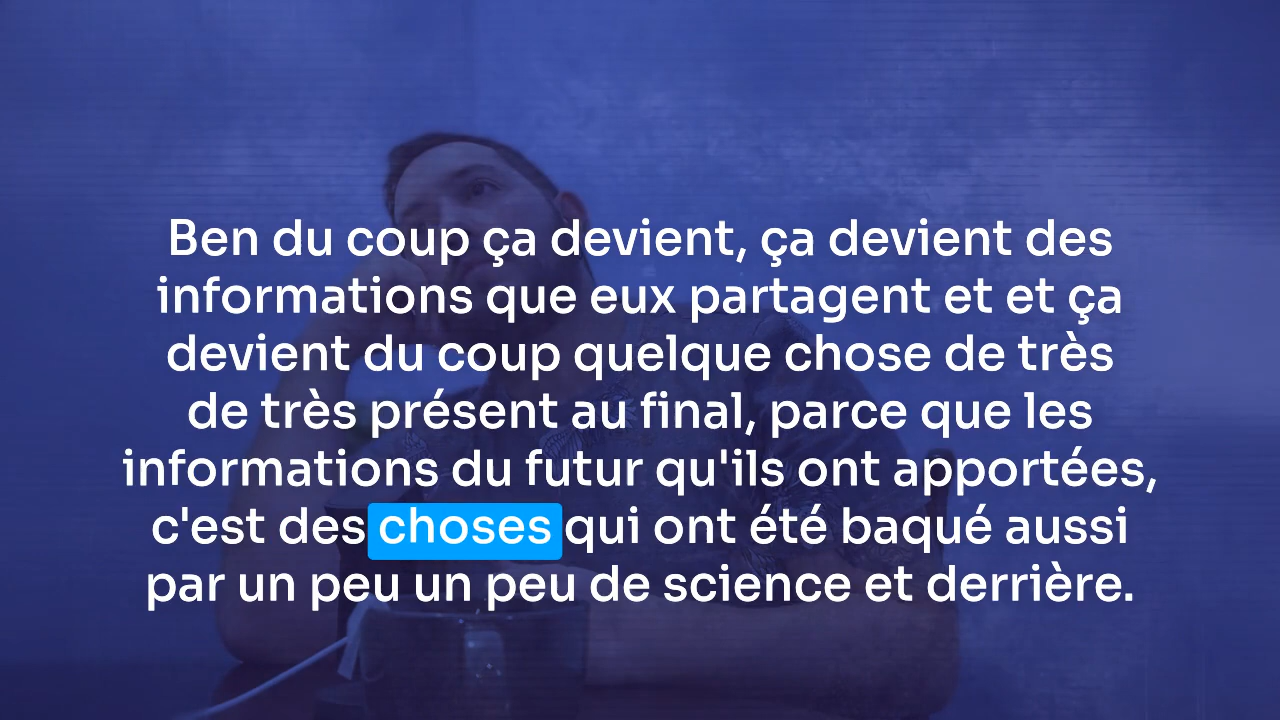 Ben du coup ça devient, ça devient des
informations que eux partagent et et ça
devient du coup quelque chose de très
de très présent au final, parce que les
informations du futur qu'ils ont apportées,
c'est des choses qui ont été baqué aussi
par un peu un peu de science et derrière.